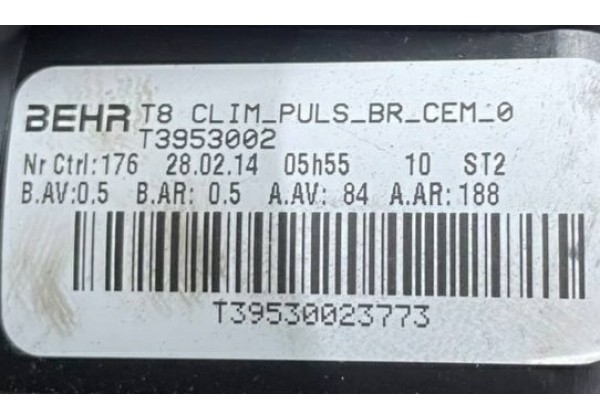 BEHR T8 CLIM_PULS_BR_CEM_0
T3953002
Nr Ctrl:176 28.02.14 05h55 10 ST2
B.AV:0.5 B.AR: 0.5 A.AV: 84 A.AR:188
T39530023773